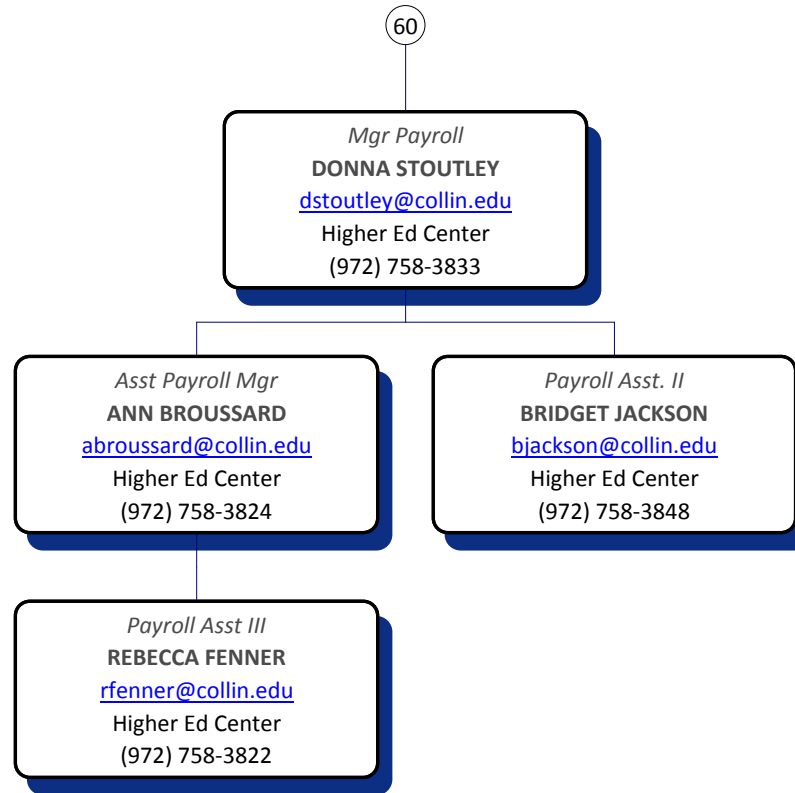 60
Mgr Payroll
DONNA STOUTLEY
dstoutley@collin.edu
Higher Ed Center
(972) 758-3833
Asst Payroll Mgr
ANN BROUSSARD
abroussard@collin.edu
Higher Ed Center
(972) 758-3824
Payroll Asst. II
BRIDGET JACKSON
bjackson@collin.edu
Higher Ed Center
(972) 758-3848
Payroll Asst III
REBECCA FENNER
rfenner@collin.edu
Higher Ed Center
(972) 758-3822